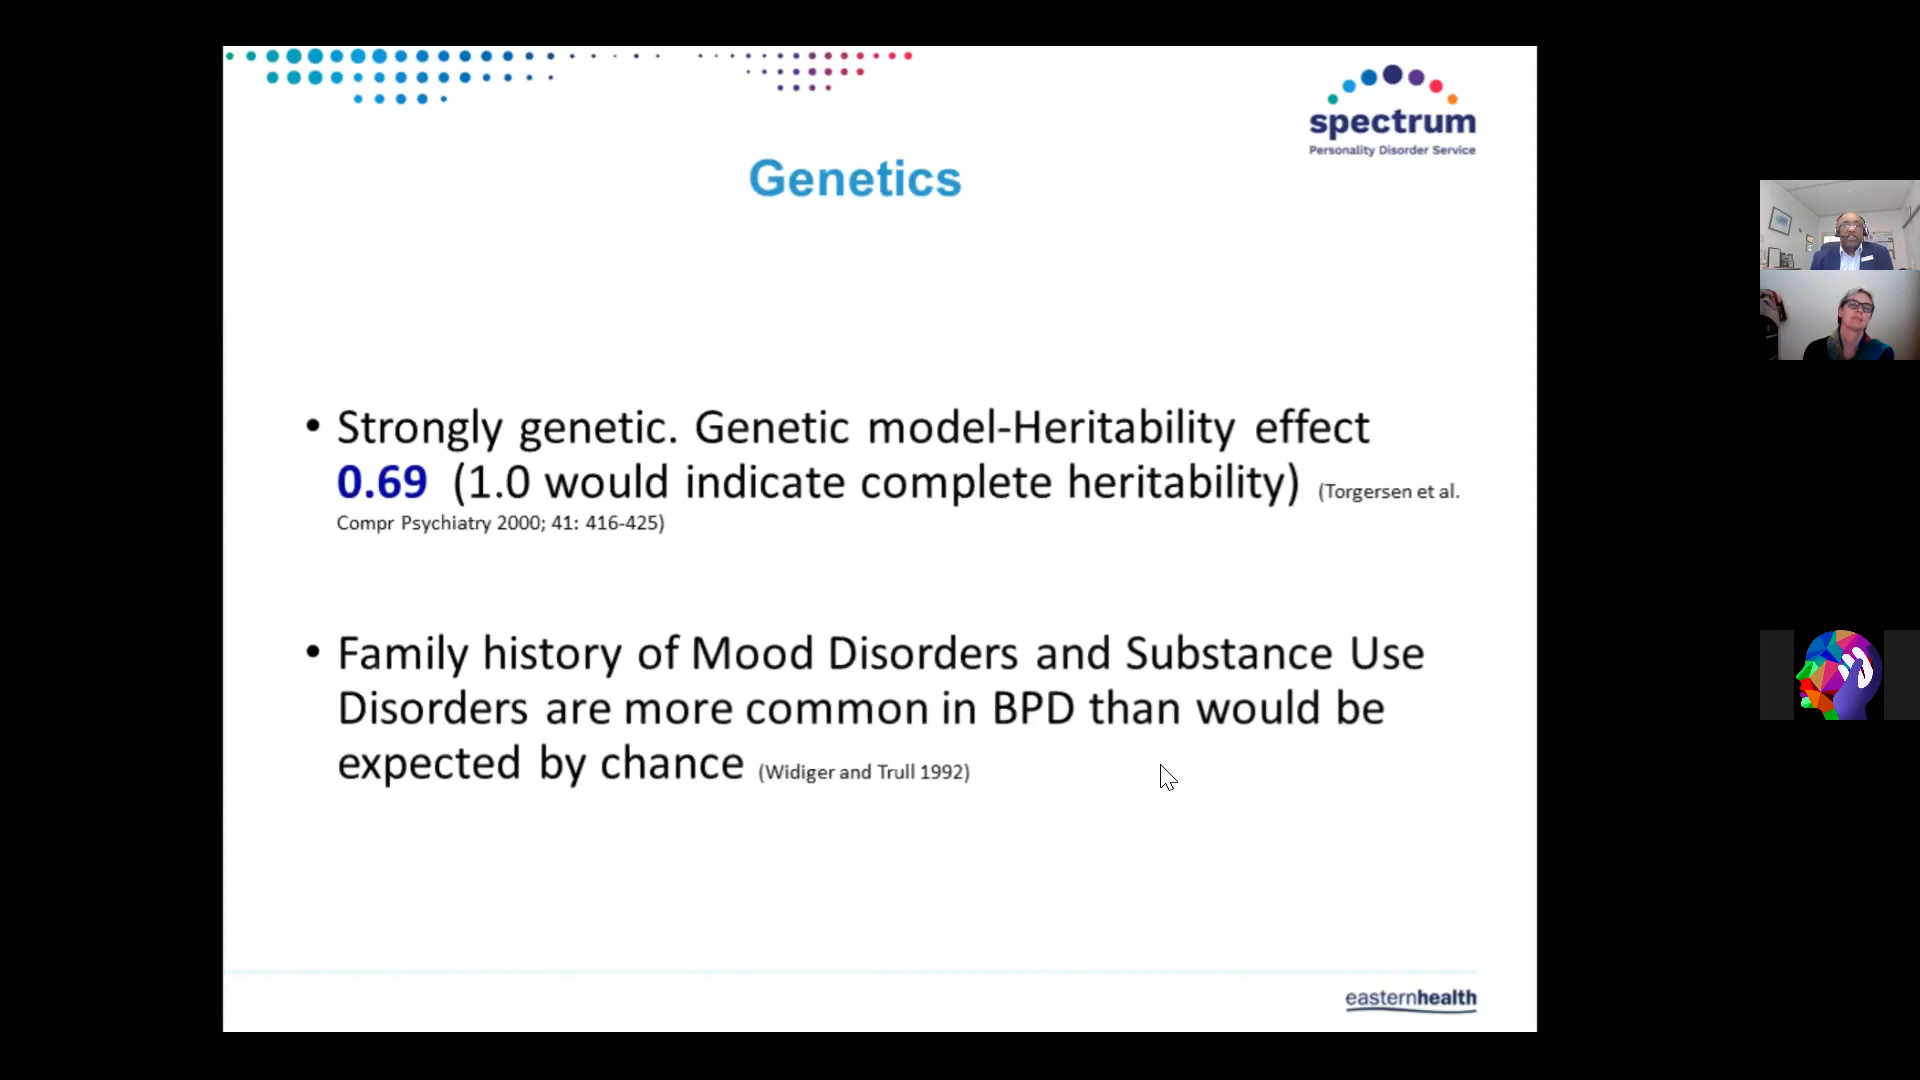 spectrum
Personality Disorder Service
Genetics
• Strongly genetic. Genetic model-Heritability effect
0.69 (1.0 would indicate complete heritability) (Torgersen et al.
Compr Psychiatry 2000; 41: 416-425)
• Family history of Mood Disorders and Substance Use
Disorders are more common in BPD than would be
expected by chance (Widiger and Trull 1992)
easternhealth